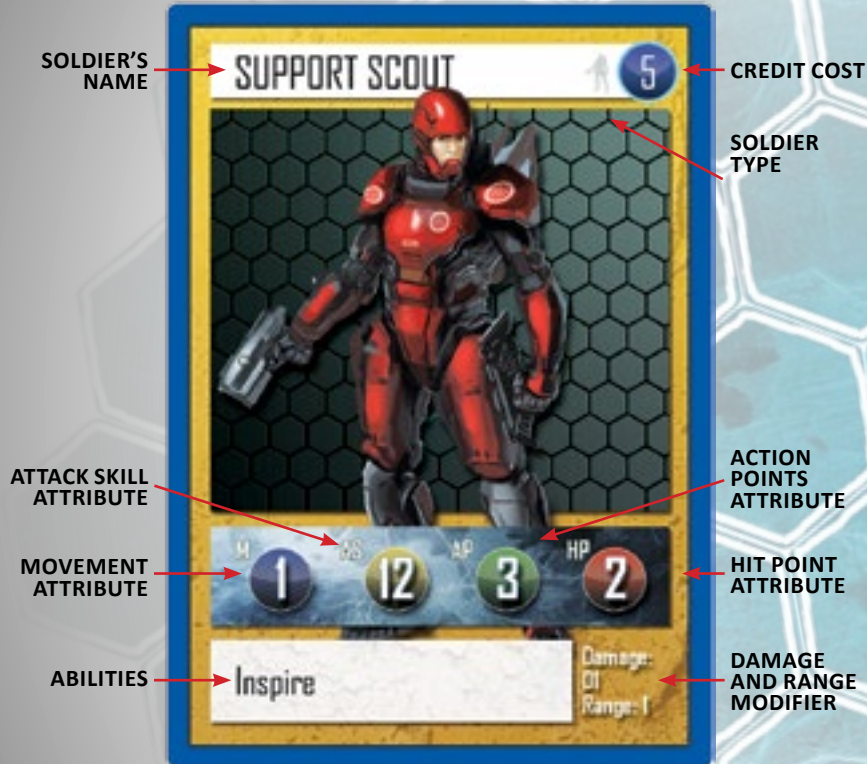 SOLDIER'S
NAME
SUPPORT SCOUT
5
CREDIT COST
SOLDIER
TYPE
ATTACK SKILL
ATTRIBUTE
ACTION
POINTS
ATTRIBUTE
MOVEMENT
ATTRIBUTE
M
1
AS
12
AP
3
HP
2
HIT POINT
ATTRIBUTE
ABILITIES
Inspire
Damage:
01
Range: 1
DAMAGE
AND RANGE
MODIFIER